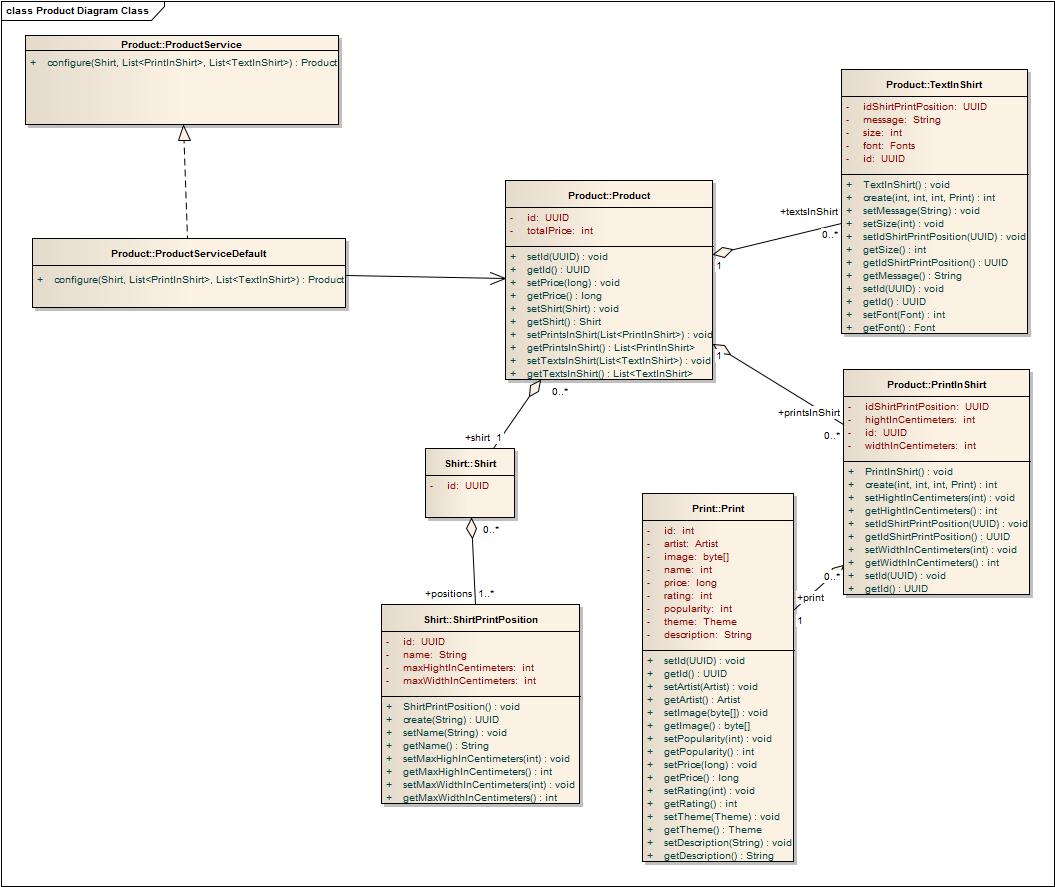 class Product Diagram Class
Product::ProductService
+ configure(Shirt, List<PrintInShirt>, List<TextInShirt>) : Product
Product::ProductServiceDefault
+ configure(Shirt, List<PrintInShirt>, List<TextInShirt>) : Product
Product::Product
- id: UUID
- totalPrice: int
+ setId(UUID) : void
+ getId() : UUID
+ setPrice(long) : void
+ getPrice() : long
+ setShirt(Shirt) : void
+ getShirt() : Shirt
+ setPrintsInShirt(List<PrintInShirt>) : void
+ getPrintsInShirt() : List<PrintInShirt>
+ setTextsInShirt(List<TextInShirt>) : void
+ getTextsInShirt() : List<TextInShirt>
Product::TextInShirt
- idShirtPrintPosition: UUID
- message: String
- size: int
- font: Fonts
- id: UUID
+ TextInShirt() : void
+ create(int, int, int, Print) : int
+ setMessage(String) : void
+ setSize(int) : void
+ setIdShirtPrintPosition(UUID) : void
+ getSize() : int
+ getIdShirtPrintPosition() : UUID
+ getMessage() : String
+ setId(UUID) : void
+ getId() : UUID
+ setFont(Font) : int
+ getFont() : Font
+textsInShirt
0..*
1
1
+printsInShirt
0..*
Product::PrintInShirt
- idShirtPrintPosition: UUID
- hightInCentimeters: int
- id: UUID
- widthInCentimeters: int
+ PrintInShirt() : void
+ create(int, int, int, Print) : int
+ setHightInCentimeters(int) : void
+ getHightInCentimeters() : int
+ setIdShirtPrintPosition(UUID) : void
+ getIdShirtPrintPosition() : UUID
+ setWidthInCentimeters(int) : void
+ getWidthInCentimeters() : int
+ setId(UUID) : void
+ getId() : UUID
0..*
+shirt 1
Shirt::Shirt
- id: UUID
0..*
+positions 1..*
Shirt::ShirtPrintPosition
- id: UUID
- name: String
- maxHightInCentimeters: int
- maxWidthInCentimeters: int
+ ShirtPrintPosition() : void
+ create(String) : UUID
+ setName(String) : void
+ getName() : String
+ setMaxHighInCentimeters(int) : void
+ getMaxHighInCentimeters() : int
+ setMaxWidthInCentimeters(int) : void
+ getMaxWidthInCentimeters() : int
Print::Print
- id: int
- artist: Artist
- image: byte[]
- name: int
- price: long
- rating: int
- popularity: int
- theme: Theme
- description: String
+ setId(UUID) : void
+ getId() : UUID
+ setArtist(Artist) : void
+ getArtist() : Artist
+ setImage(byte[]) : void
+ getImage() : byte[]
+ setPopularity(int) : void
+ getPopularity() : int
+ setPrice(long) : void
+ getPrice() : long
+ setRating(int) : void
+ getRating() : int
+ setTheme(Theme) : void
+ getTheme() : Theme
+ setDescription(String) : void
+ getDescription() : String
0..*
+print
1